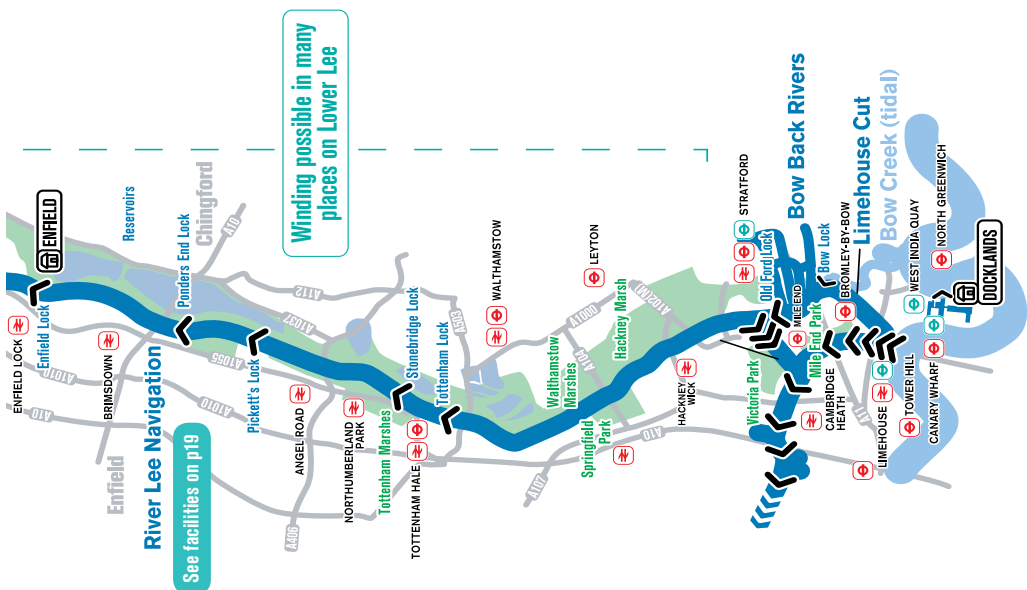 Winding possible in many
places on Lower Lee
ENFIELD
Reservoirs
Chingford
A10
Ponders End Lock
ENFIELD LOCK
Enfield Lock
A1010
A10
BRIMSDOWN
River Lee Navigation
Enfield
See facilities on p19
A1055
A1037
A112
A1010
Pickett's Lock
ANGEL ROAD
A406
NORTHUMBERLAND
PARK
Tottenham Marshes
TOTTENHAM HALE
Stonebridge Lock
Tottenham Lock
A503
WALTHAMSTOW
LEYTON
A107
Walthamstow
Marshes
Springfield
Park
A1006
A104
Hackney Marsh
A102(M)
A10
HACKNEY
WICK
STRATFORD
Old Ford Lock
Bow Back Rivers
Bow Lock
Limehouse Cut
Bow Creek (tidal)
BROMLEY-BY-BOW
MILE END
Mile End Park
Victoria Park
CAMBRIDGE
HEATH
A11
LIMEHOUSE
TOWER HILL
CANARY WHARF
WEST INDIA QUAY
NORTH GREENWICH
DOCKLANDS